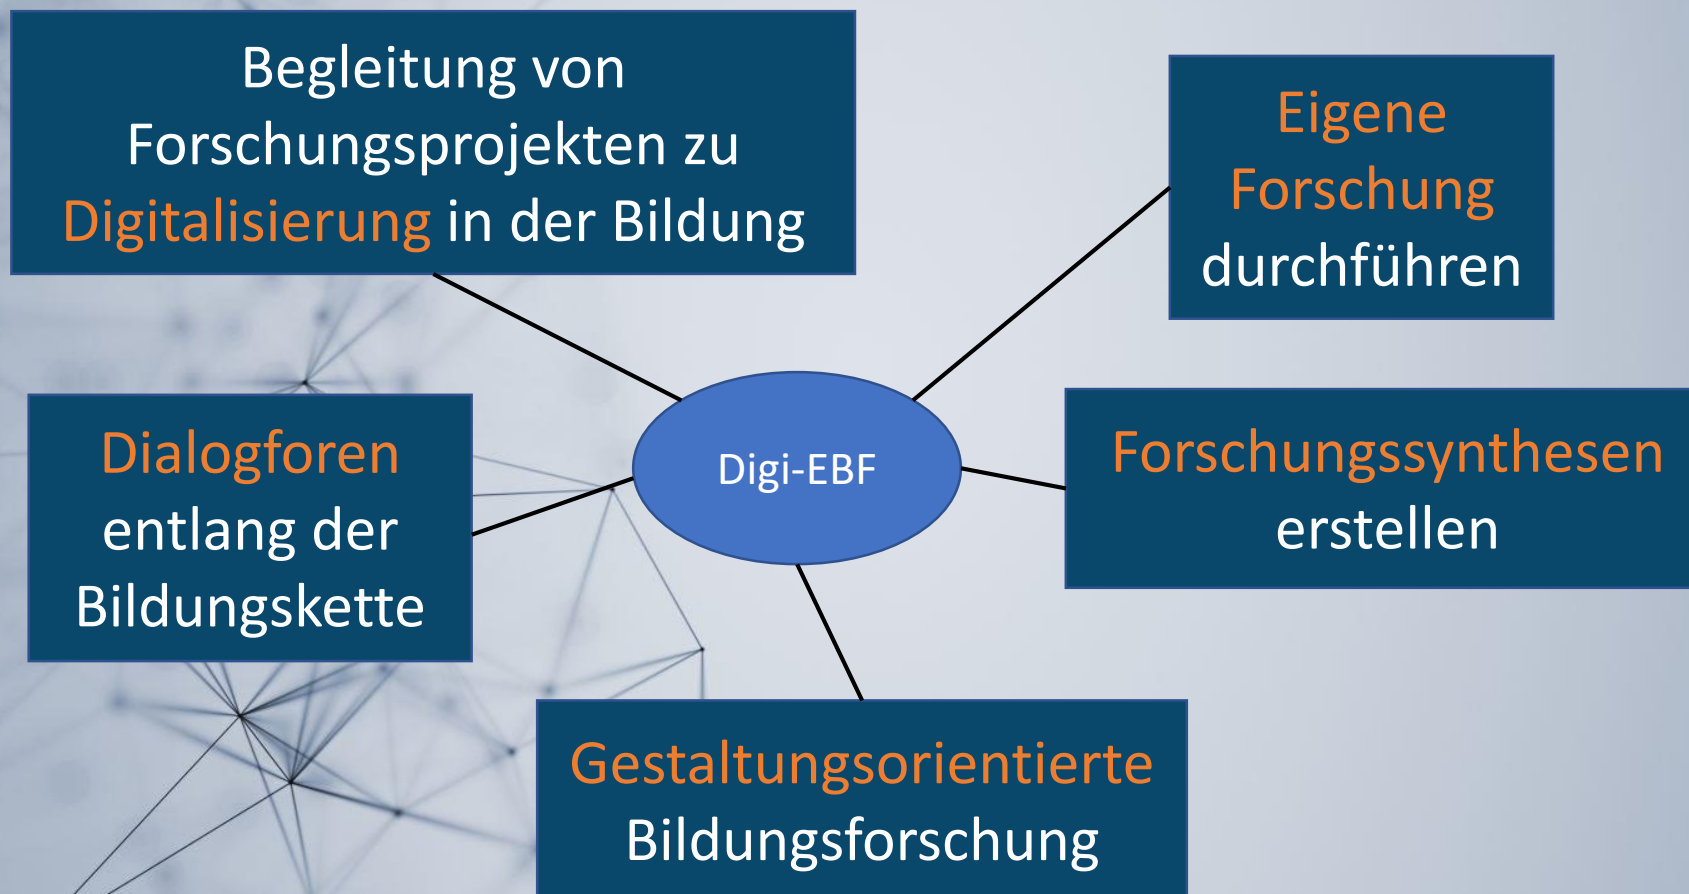 Begleitung von
Forschungsprojekten zu
Digitalisierung in der Bildung
Eigene
Forschung
durchführen
Dialogforen
entlang der
Bildungskette
Digi-EBF
Forschungssynthesen
erstellen
Gestaltungsorientierte
Bildungsforschung